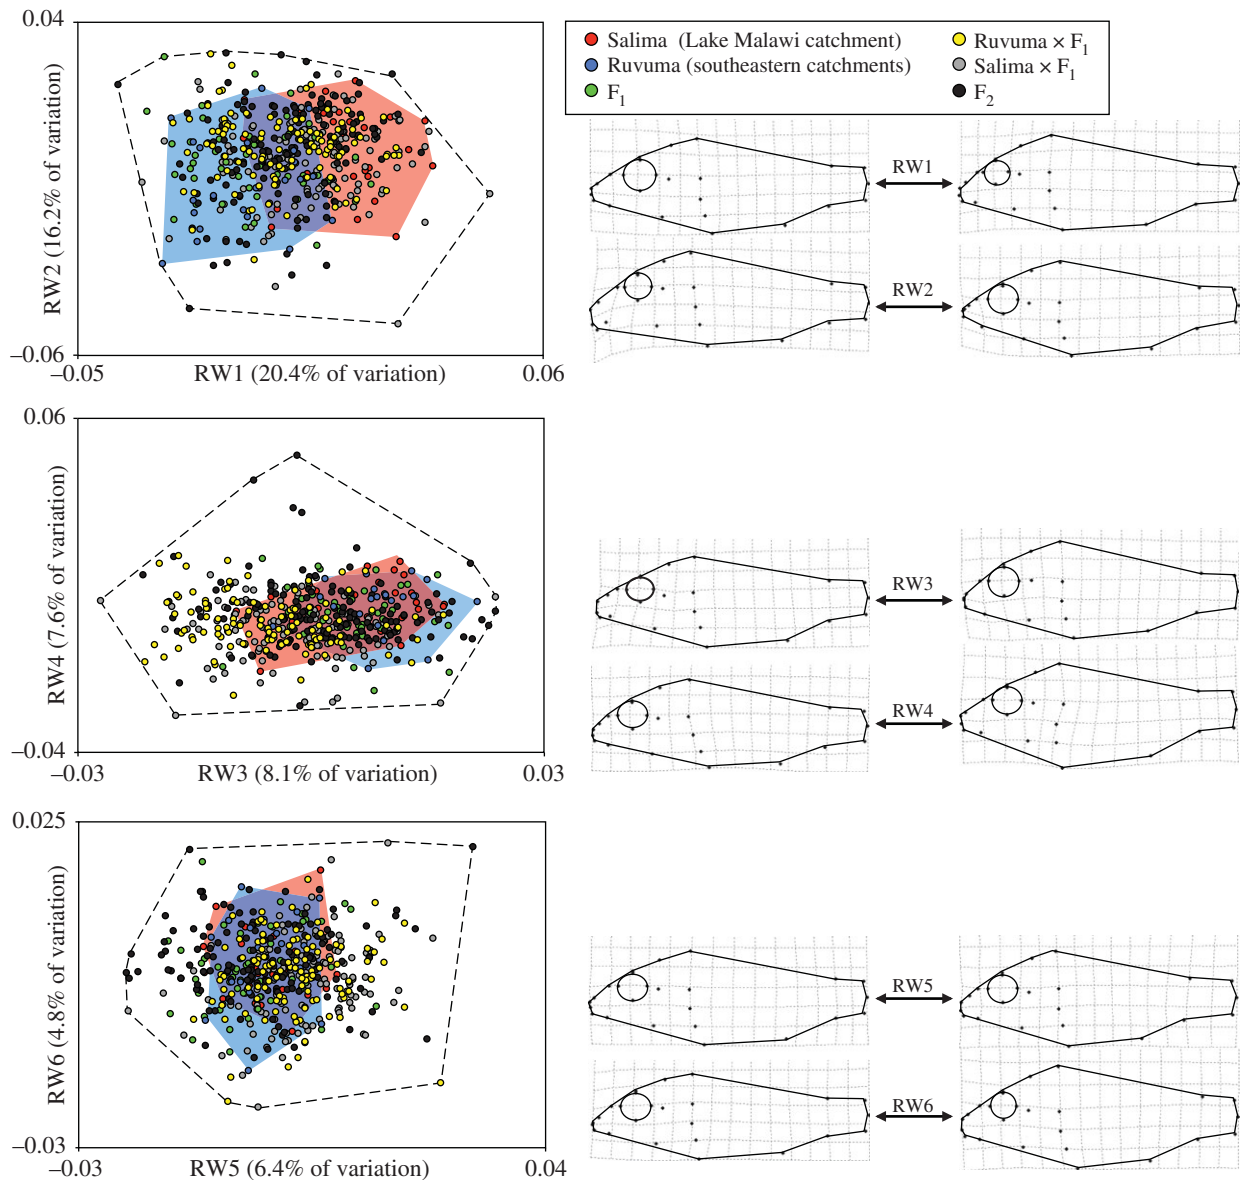 0.04
RW2 (16.2% of variation)
–0.06
–0.05
RW1 (20.4% of variation)
0.06
Salima (Lake Malawi catchment)
Ruvuma (southeastern catchments)
F1
Ruvuma × F1
Salima × F1
F2
RW1
RW2
0.06
RW4 (7.6% of variation)
–0.04
–0.03
RW3 (8.1% of variation)
0.03
RW3
RW4
0.025
RW6 (4.8% of variation)
–0.03
–0.03
RW5 (6.4% of variation)
0.04
RW5
RW6